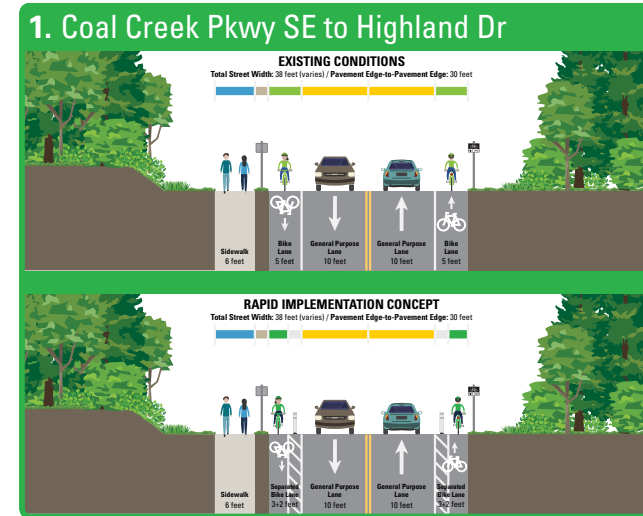 1. Coal Creek Pkwy SE to Highland Dr
EXISTING CONDITIONS
Total Street Width: 38 feet (varies) / Pavement Edge-to-Pavement Edge: 30 feet
Sidewalk
6 feet
Bike
Lane
5 feet
General Purpose
Lane
10 feet
General Purpose
Lane
10 feet
Bike
Lane
5 feet
RAPID IMPLEMENTATION CONCEPT
Total Street Width: 38 feet (varies) / Pavement Edge-to-Pavement Edge: 30 feet
Sidewalk
6 feet
Separated
Bike Lane
3+2 feet
General Purpose
Lane
10 feet
General Purpose
Lane
10 feet
Separated
Bike Lane
3+2 feet